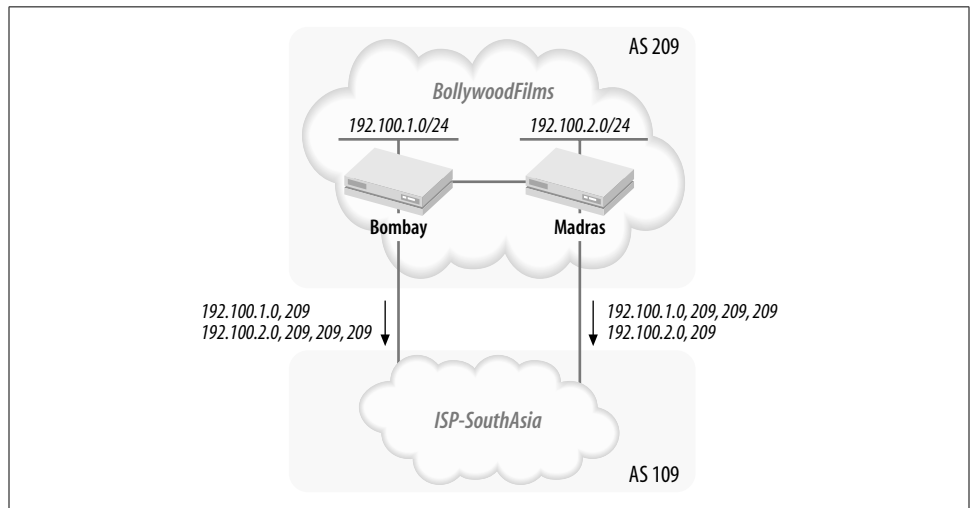 AS 209
BollywoodFilms
192.100.1.0/24
192.100.2.0/24
Bombay
Madras
192.100.1.0, 209
192.100.2.0, 209, 209, 209
192.100.1.0, 209, 209, 209
192.100.2.0, 209
ISP-SouthAsia
AS 109